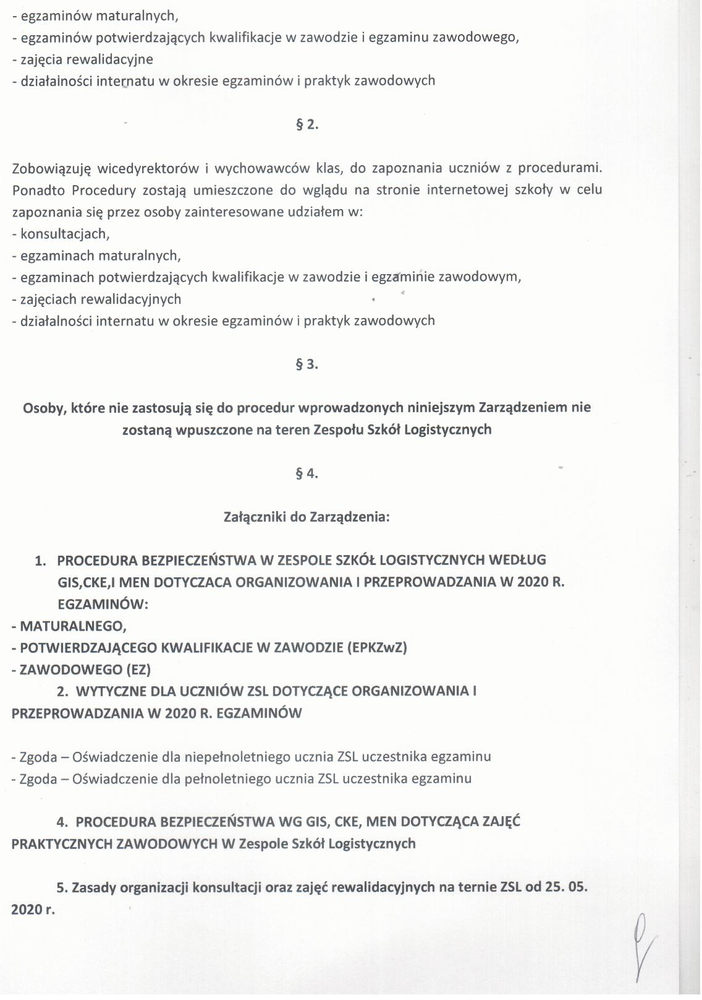 - egzaminów maturalnych,
- egzaminów potwierdzających kwalifikacje w zawodzie i egzaminu zawodowego,
- zajęcia rewalidacyjne
- działalności internatu w okresie egzaminów i praktyk zawodowych
§ 2.
Zobowiązuję wicedyrektorów i wychowawców klas, do zapoznania uczniów z procedurami.
Ponadto Procedury zostają umieszczone do wglądu na stronie internetowej szkoły w celu
zapoznania się przez osoby zainteresowane udziałem w:
- konsultacjach,
- egzaminach maturalnych,
- egzaminach potwierdzających kwalifikacje w zawodzie i egzaminie zawodowym,
- zajęciach rewalidacyjnych
- działalności internatu w okresie egzaminów i praktyk zawodowych
§ 3.
Osoby, które nie zastosują się do procedur wprowadzonych niniejszym Zarządzeniem nie
zostaną wpuszczone na teren Zespołu Szkół Logistycznych
§ 4.
Załączniki do Zarządzenia:
1. PROCEDURA BEZPIECZEŃSTWA W ZESPOLE SZKÓŁ LOGISTYCZNYCH WEDŁUG
GIS,CKE,I MEN DOTYCZACA ORGANIZOWANIA I PRZEPROWADZANIA W 2020 R.
EGZAMINÓW:
- MATURALNEGO,
- POTWIERDZAJĄCEGO KWALIFIKACJE W ZAWODZIE (EPKZwZ)
- ZAWODOWEGO (EZ)
2. WYTYCZNE DLA UCZNIÓW ZSL DOTYCZĄCE ORGANIZOWANIA I
PRZEPROWADZANIA W 2020 R. EGZAMINÓW
- Zgoda – Oświadczenie dla niepełnoletniego ucznia ZSL uczestnika egzaminu
- Zgoda – Oświadczenie dla pełnoletniego ucznia ZSL uczestnika egzaminu
4. PROCEDURA BEZPIECZEŃSTWA WG GIS, CKE, MEN DOTYCZĄCA ZAJĘĆ
PRAKTYCZNYCH ZAWODOWYCH W Zespole Szkół Logistycznych
5. Zasady organizacji konsultacji oraz zajęć rewalidacyjnych na ternie ZSL od 25. 05.
2020 r.